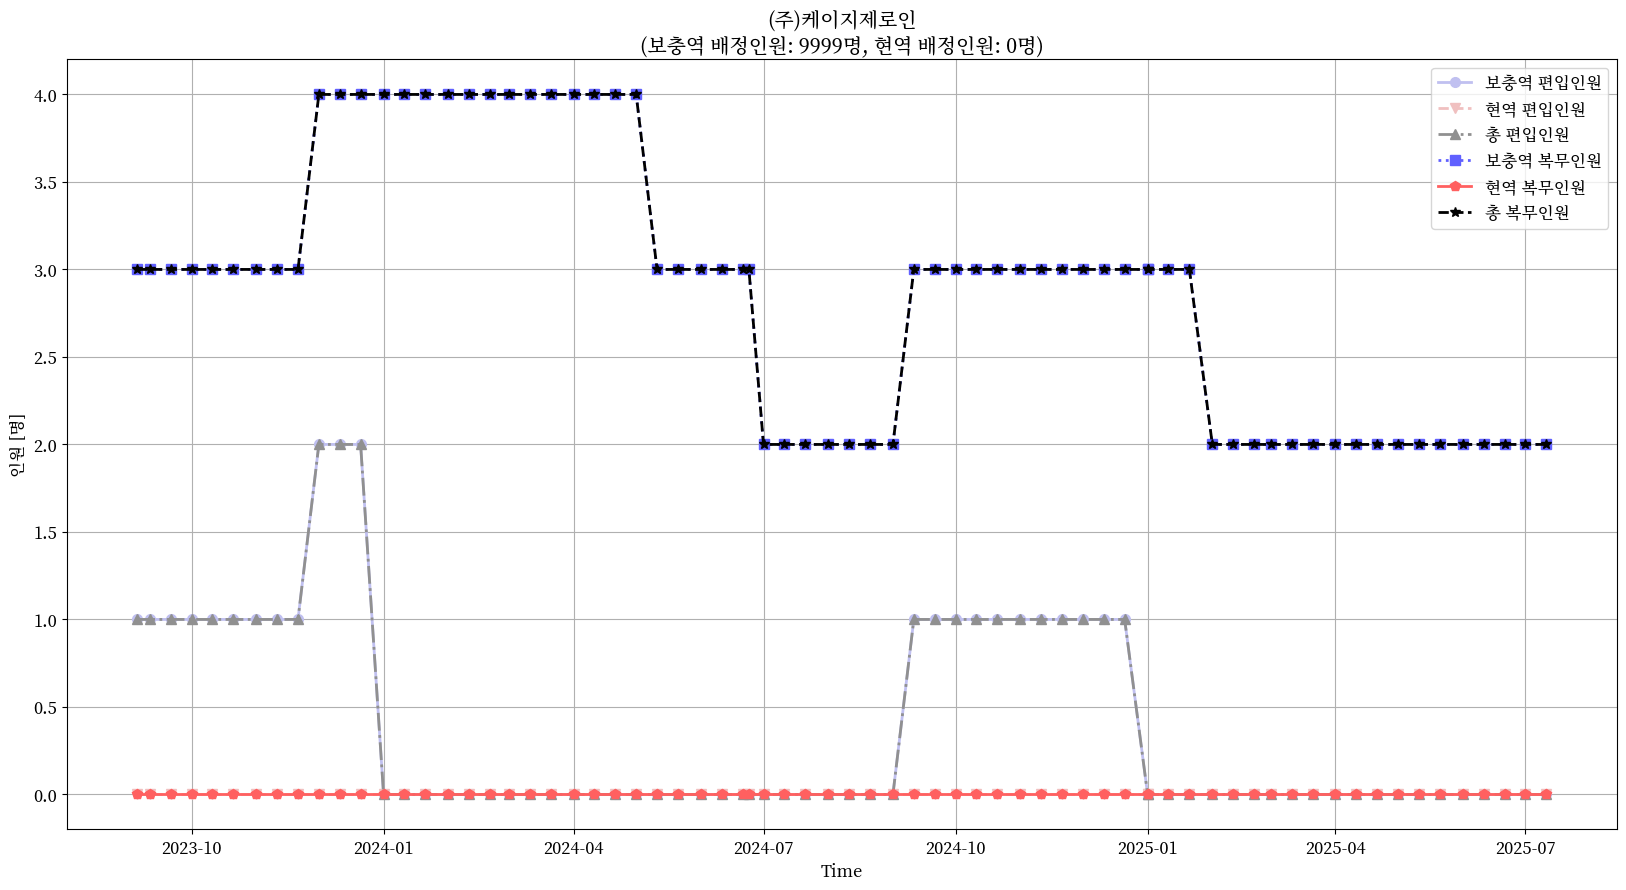 (주)케이지제로인
(보충역 배정인원: 9999명, 현역 배정인원: 0명)
보충역 편입인원
현역 편입인원
총 편입인원
보충역 복무인원
현역 복무인원
총 복무인원
인원 [명]
4.0
3.5
3.0
2.5
2.0
1.5
1.0
0.5
0.0
2023-10 2024-01 2024-04 2024-07 2024-10 2025-01 2025-04 2025-07
Time